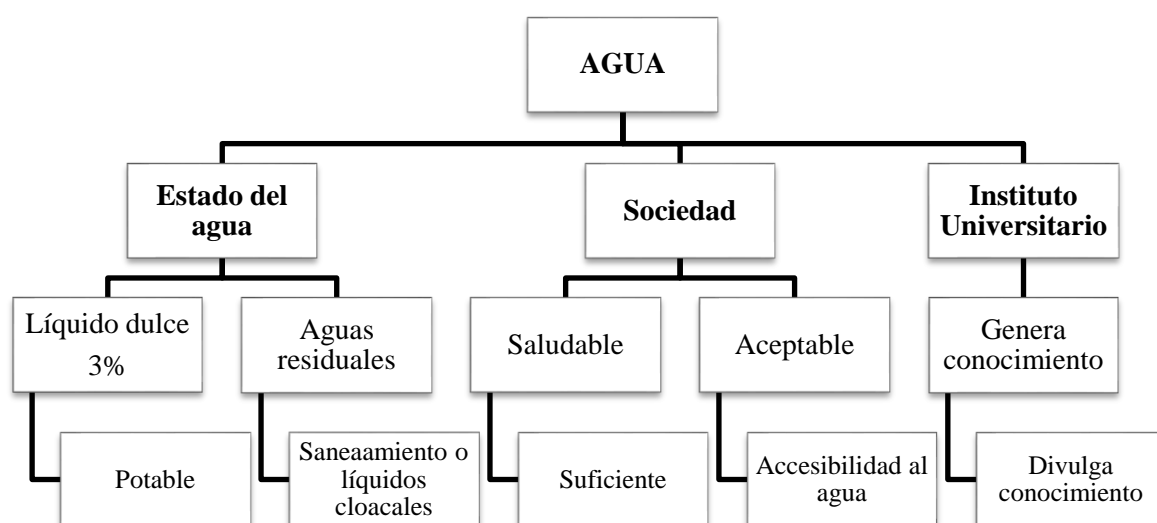 AGUA
Estado del
agua
Sociedad
Instituto
Universitario
Líquido dulce
3%
Aguas
residuales
Saludable
Aceptable
Genera
conocimiento
Potable
Saneaamiento o
líquidos
cloacales
Suficiente
Accesibilidad al
agua
Divulga
conocimiento